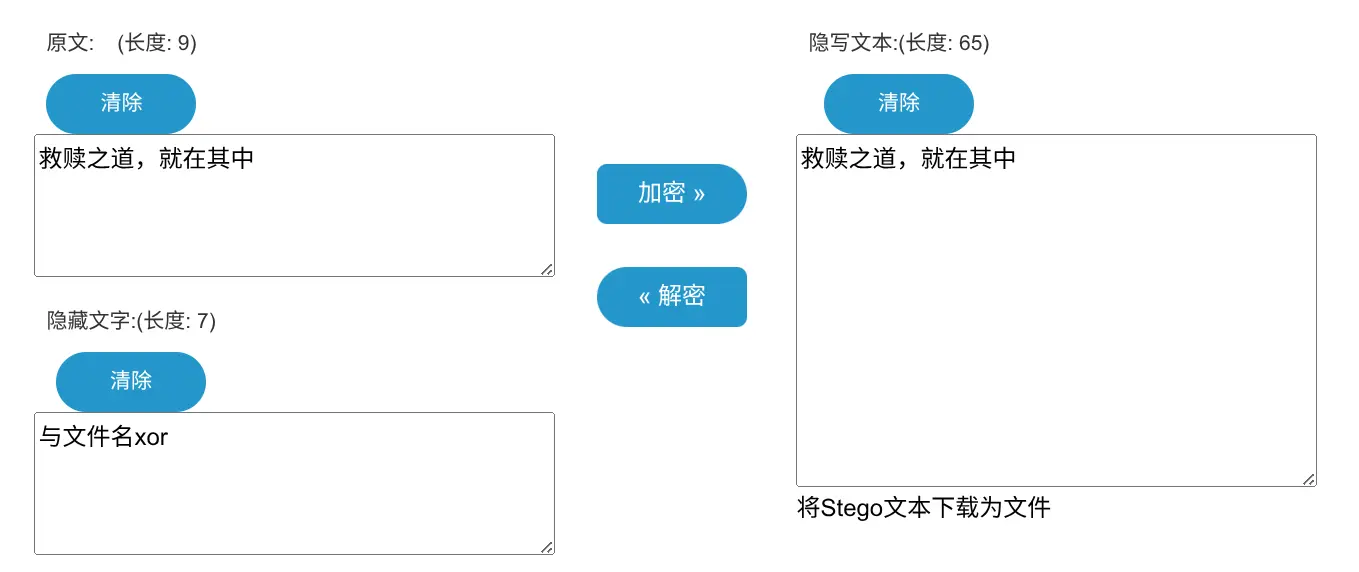 原文: (长度: 9)
清除
救赎之道，就在其中
隐藏文字:(长度: 7)
清除
与文件名xor
加密 »
« 解密
隐写文本:(长度: 65)
清除
救赎之道，就在其中
将Stego文本下载为文件